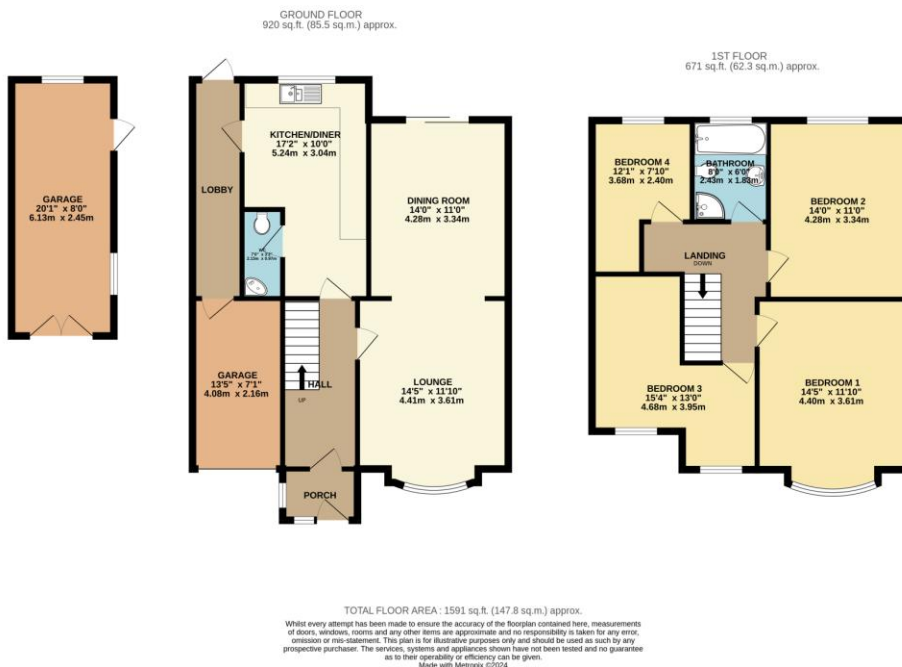 GROUND FLOOR
920 sq.ft. (85.5 sq.m.) approx.
1ST FLOOR
671 sq.ft. (62.3 sq.m.) approx.
GARAGE
20'1" x 8'0"
6.13m x 2.45m
LOBBY
KITCHEN/DINER
17'2" x 10'0"
5.24m x 3.04m
DINING ROOM
14'0" x 11'0"
4.28m x 3.34m
GARAGE
13'5" x 7'1"
4.08m x 2.16m
HALL
UP
LOUNGE
14'5" x 11'10"
4.41m x 3.61m
PORCH
BEDROOM 4
12'1" x 7'10"
3.68m x 2.40m
BATHROOM
8'0" x 6'0"
2.43m x 1.83m
BEDROOM 2
14'0" x 11'0"
4.28m x 3.34m
LANDING
DOWN
BEDROOM 3
15'4" x 13'0"
4.68m x 3.95m
BEDROOM 1
14'5" x 11'10"
4.40m x 3.61m
TOTAL FLOOR AREA : 1591 sq.ft. (147.8 sq.m.) approx.
Whilst every attempt has been made to ensure the accuracy of the floorplan contained here, measurements
of doors, windows, rooms and any other items are approximate and no responsibility is taken for any error,
omission or mis-statement. This plan is for illustrative purposes only and should be used as such by any
prospective purchaser. The services, systems and appliances shown have not been tested and no guarantee
as to their operability or efficiency can be given.
Made with Metropix ©2024